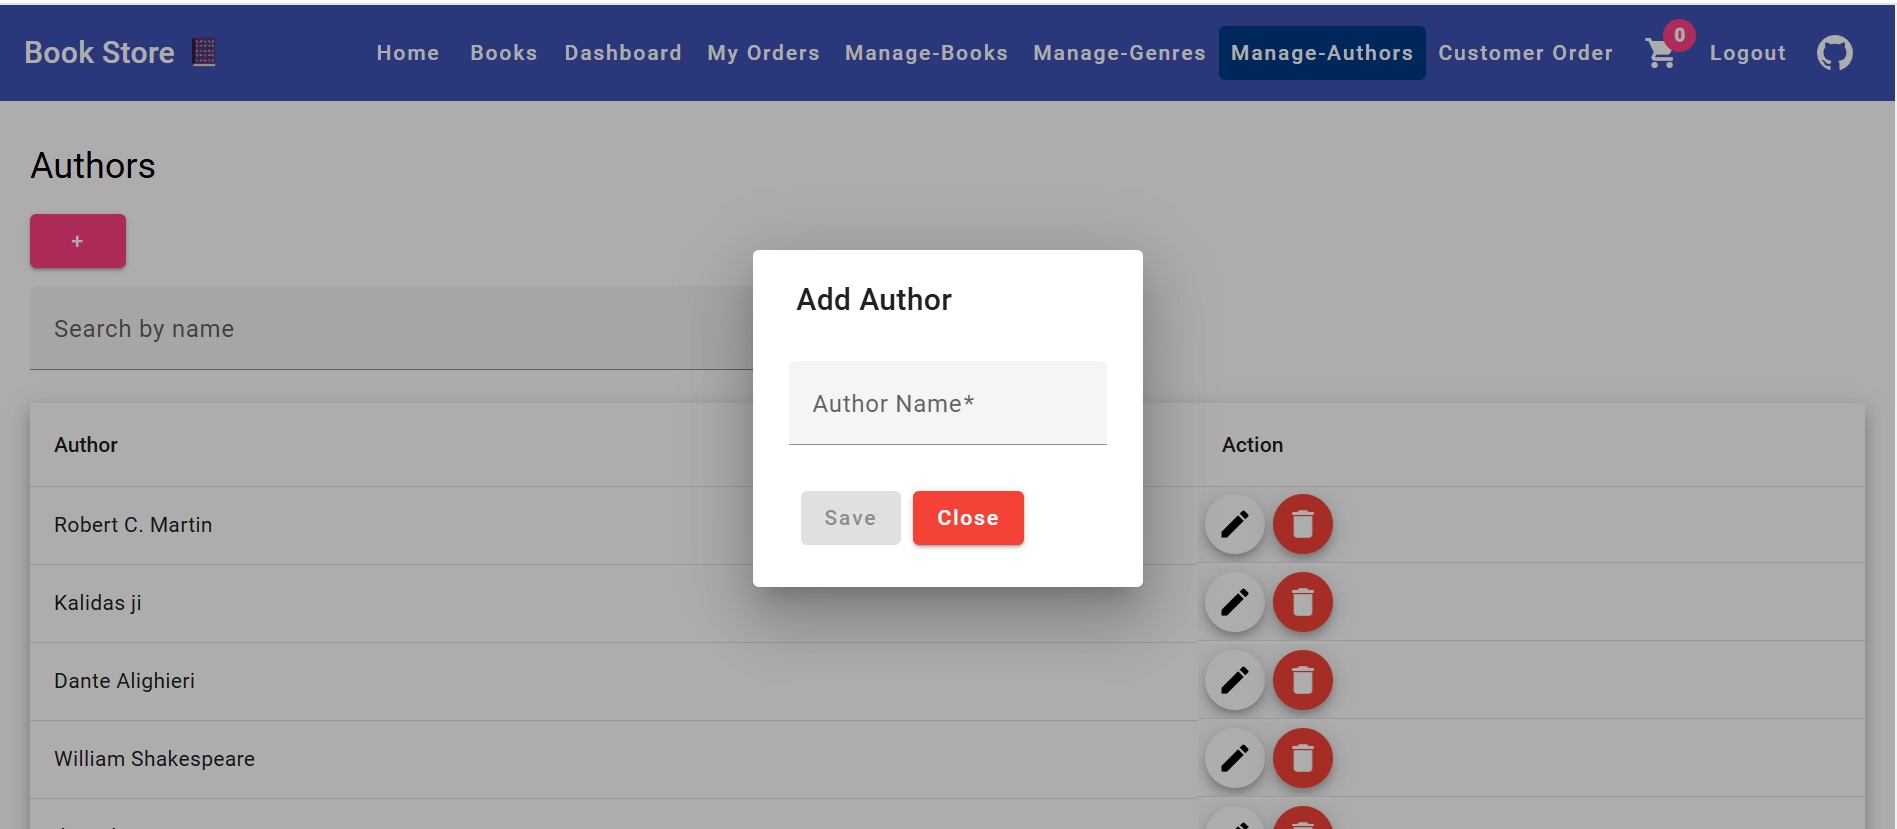 Book Store
Home Books Dashboard My Orders Manage-Books Manage-Genres Manage-Authors Customer Order 0 Logout
Authors
+
Search by name
Add Author
Author Name*
Save Close
Author Action
Robert C. Martin
Kalidas ji
Dante Alighieri
William Shakespeare